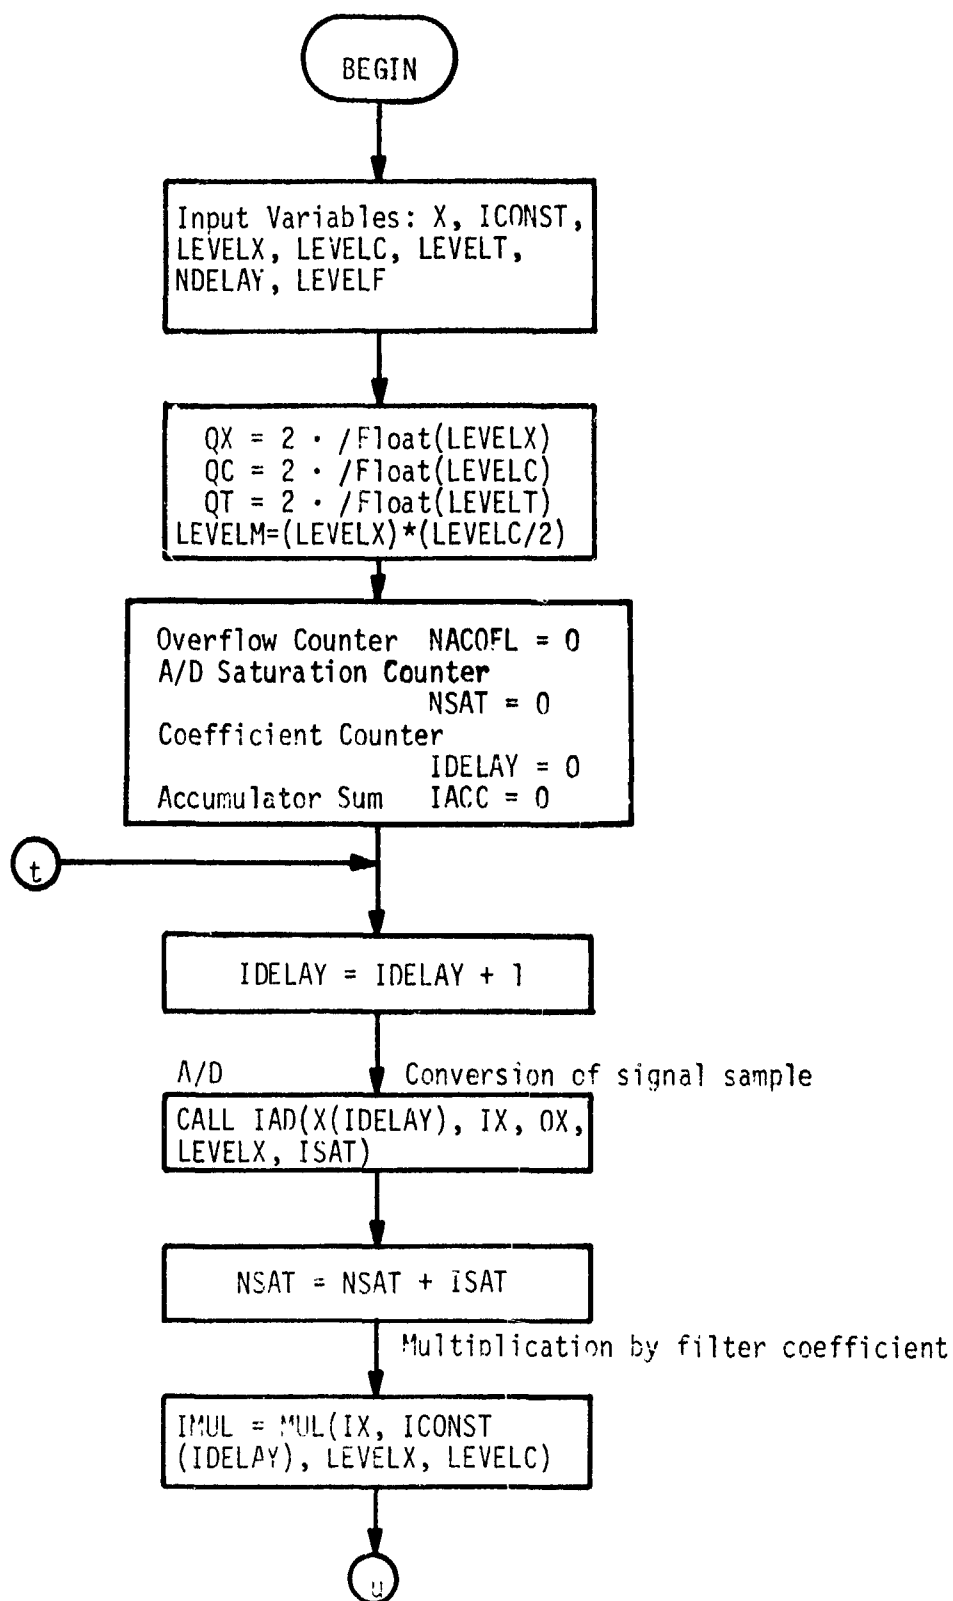 BEGIN
Input Variables: X, ICONST,
LEVELX, LEVELC, LEVELT,
NDELAY, LEVELF
QX = 2 · /Float(LEVELX)
QC = 2 · /Float(LEVELC)
QT = 2 · /Float(LEVELT)
LEVELM=(LEVELX)*(LEVELC/2)
Overflow Counter NACOFL = 0
A/D Saturation Counter
NSAT = 0
Coefficient Counter
IDELAY = 0
Accumulator Sum IACC = 0
t
IDELAY = IDELAY + 1
A/D Conversion of signal sample
CALL IAD(X(IDELAY), IX, QX,
LEVELX, ISAT)
NSAT = NSAT + ISAT
Multiplication by filter coefficient
IMUL = MUL(IX, ICONST
(IDELAY), LEVELX, LEVELC)
u